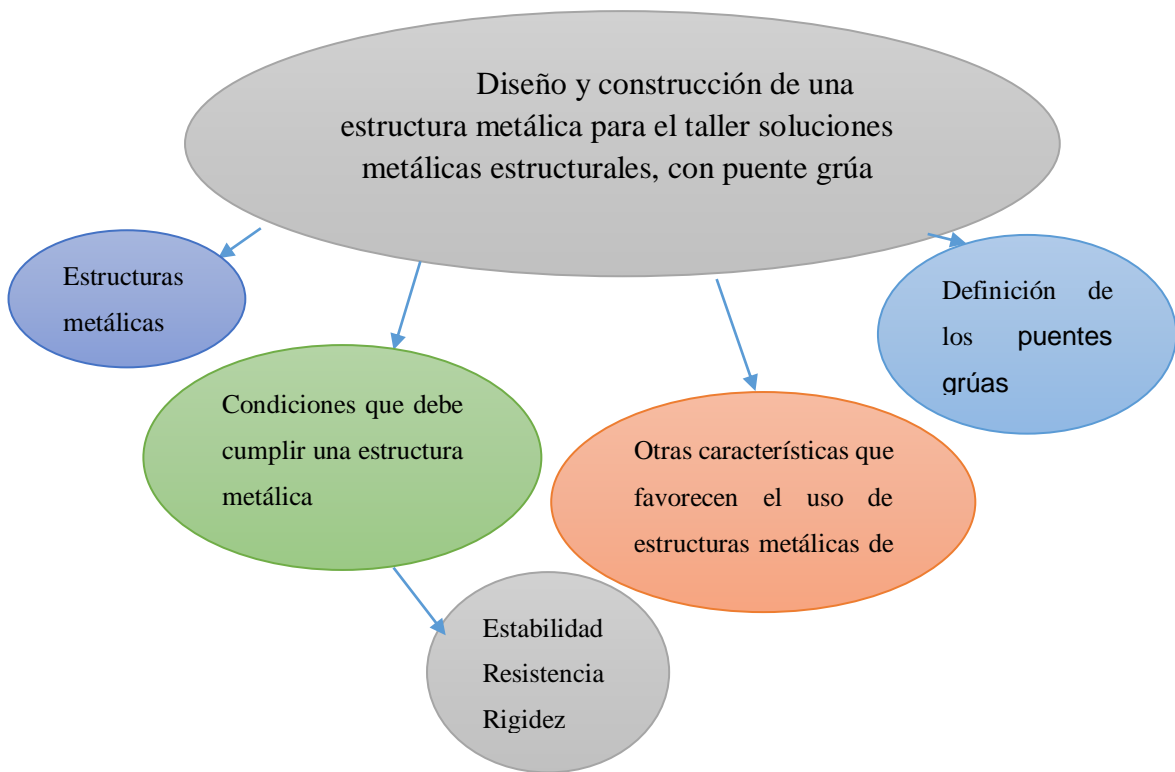 Diseño y construcción de una
estructura metálica para el taller soluciones
metálicas estructurales, con puente grúa
Estructuras
metálicas
Definición de
los puentes
grúas
Condiciones que debe
cumplir una estructura
metálica
Otras características que
favorecen el uso de
estructuras metálicas de
Estabilidad
Resistencia
Rigidez